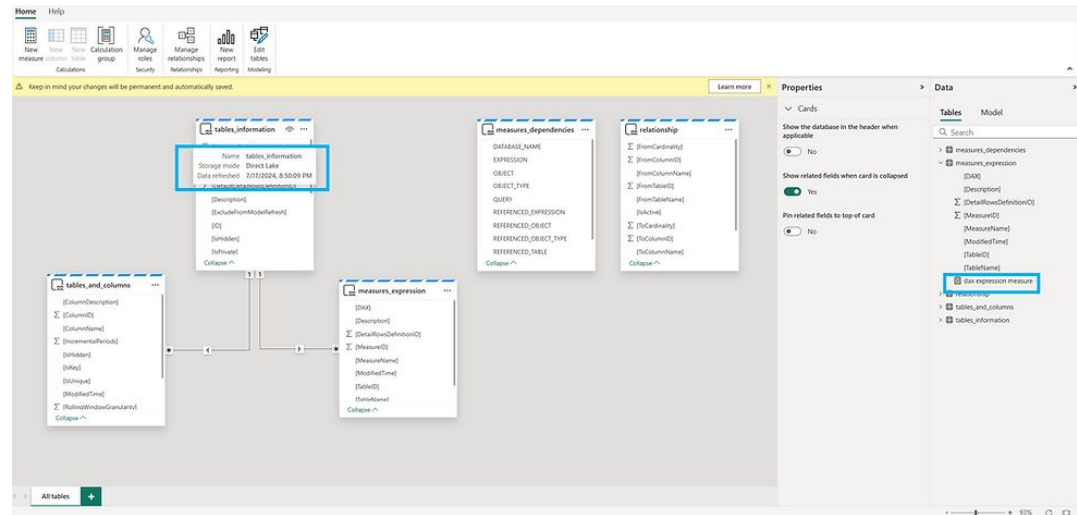 Home Help
New measure
New column
New table
Calculation group
Manage roles
Manage relationships
New report
Edit tables
Calculations
Security
Relationships
Reporting
Modeling
Keep in mind your changes will be permanent and automatically saved.
Learn more
tables_information
Name tables_information
Storage mode Direct Lake
Data refreshed 7/17/2024, 8:50:09 PM
[DefaultDetailRowsDefinitionID]
[Description]
[ExcludeFromModelRefresh]
[ID]
[IsHidden]
[IsPrivate]
Collapse
measures_dependencies
DATABASE_NAME
EXPRESSION
OBJECT
OBJECT_TYPE
QUERY
REFERENCED_EXPRESSION
REFERENCED_OBJECT
REFERENCED_OBJECT_TYPE
REFERENCED_TABLE
Collapse
relationship
[FromCardinality]
[FromColumnID]
[FromColumnName]
[FromTableID]
[FromTableName]
[IsActive]
[ToCardinality]
[ToColumnID]
[ToColumnName]
Collapse
1 1
tables_and_columns
[ColumnDescription]
[ColumnID]
[ColumnName]
[IncrementalPeriods]
[IsHidden]
[IsKey]
[IsUnique]
[ModifiedTime]
[RollingWindowGranularity]
Collapse
measures_expression
[DAX]
[Description]
[DetailRowsDefinitionID]
[MeasureID]
[MeasureName]
[ModifiedTime]
[TableID]
[TableName]
Collapse
Properties
Cards
Show the database in the header when
applicable
No
Show related fields when card is collapsed
Yes
Pin related fields to top of card
No
Data
Tables Model
Search
measures_dependencies
measures_expression
[DAX]
[Description]
[DetailRowsDefinitionID]
[MeasureID]
[MeasureName]
[ModifiedTime]
[TableID]
[TableName]
dax expression measure
relationship
tables_and_columns
tables_information
All tables
93%